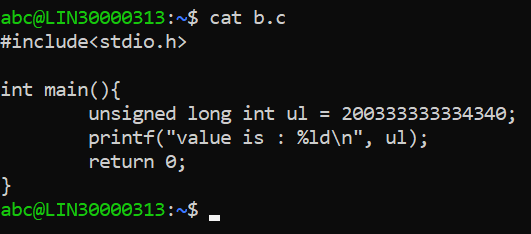 abc@LIN30000313:~$ cat b.c
#include<stdio.h>

int main(){
        unsigned long int ul = 200333333334340;
        printf("value is : %ld\n", ul);
        return 0;
}
abc@LIN30000313:~$